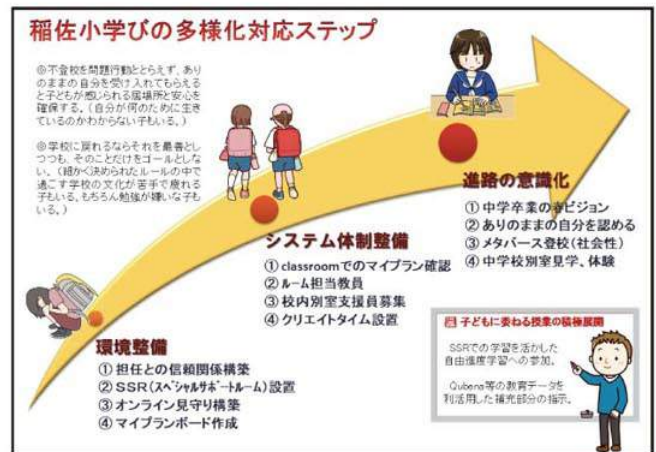 稲佐小学びの多様化対応ステップ
◎不登校を問題行動ととらえず、あり
のままの自分を受け入れてもらえる
と子どもが感じられる居場所と安心を
確保する。（自分が何のために生き
ているのかわからない子もいる。）
◎学校に戻れるならそれを最善とし
つつも、そのことだけをゴールとしな
い。（細かく決められたルールの中で
過ごす学校の文化が苦手で疲れる
子もいる、もちろん勉強が嫌いな子も
いる。）
環境整備
① 担任との信頼関係構築
② SSR（スペシャルサポートルーム）設置
③ オンライン見守り構築
④ マイプランボード作成
システム体制整備
① classroomでのマイプラン確認
② ルーム担当教員
③ 校内別室支援員募集
④ クリエイトタイム設置
進路の意識化
① 中学卒業の春ビジョン
② ありのままの自分を認める
③ メタバース登校（社会性）
④ 中学校別室見学、体験
子どもに委ねる授業の積極展開
SSRでの学習を活かした
自由進度学習への参加。
Qubena等の教育データを
利活用した補充部分の指示。